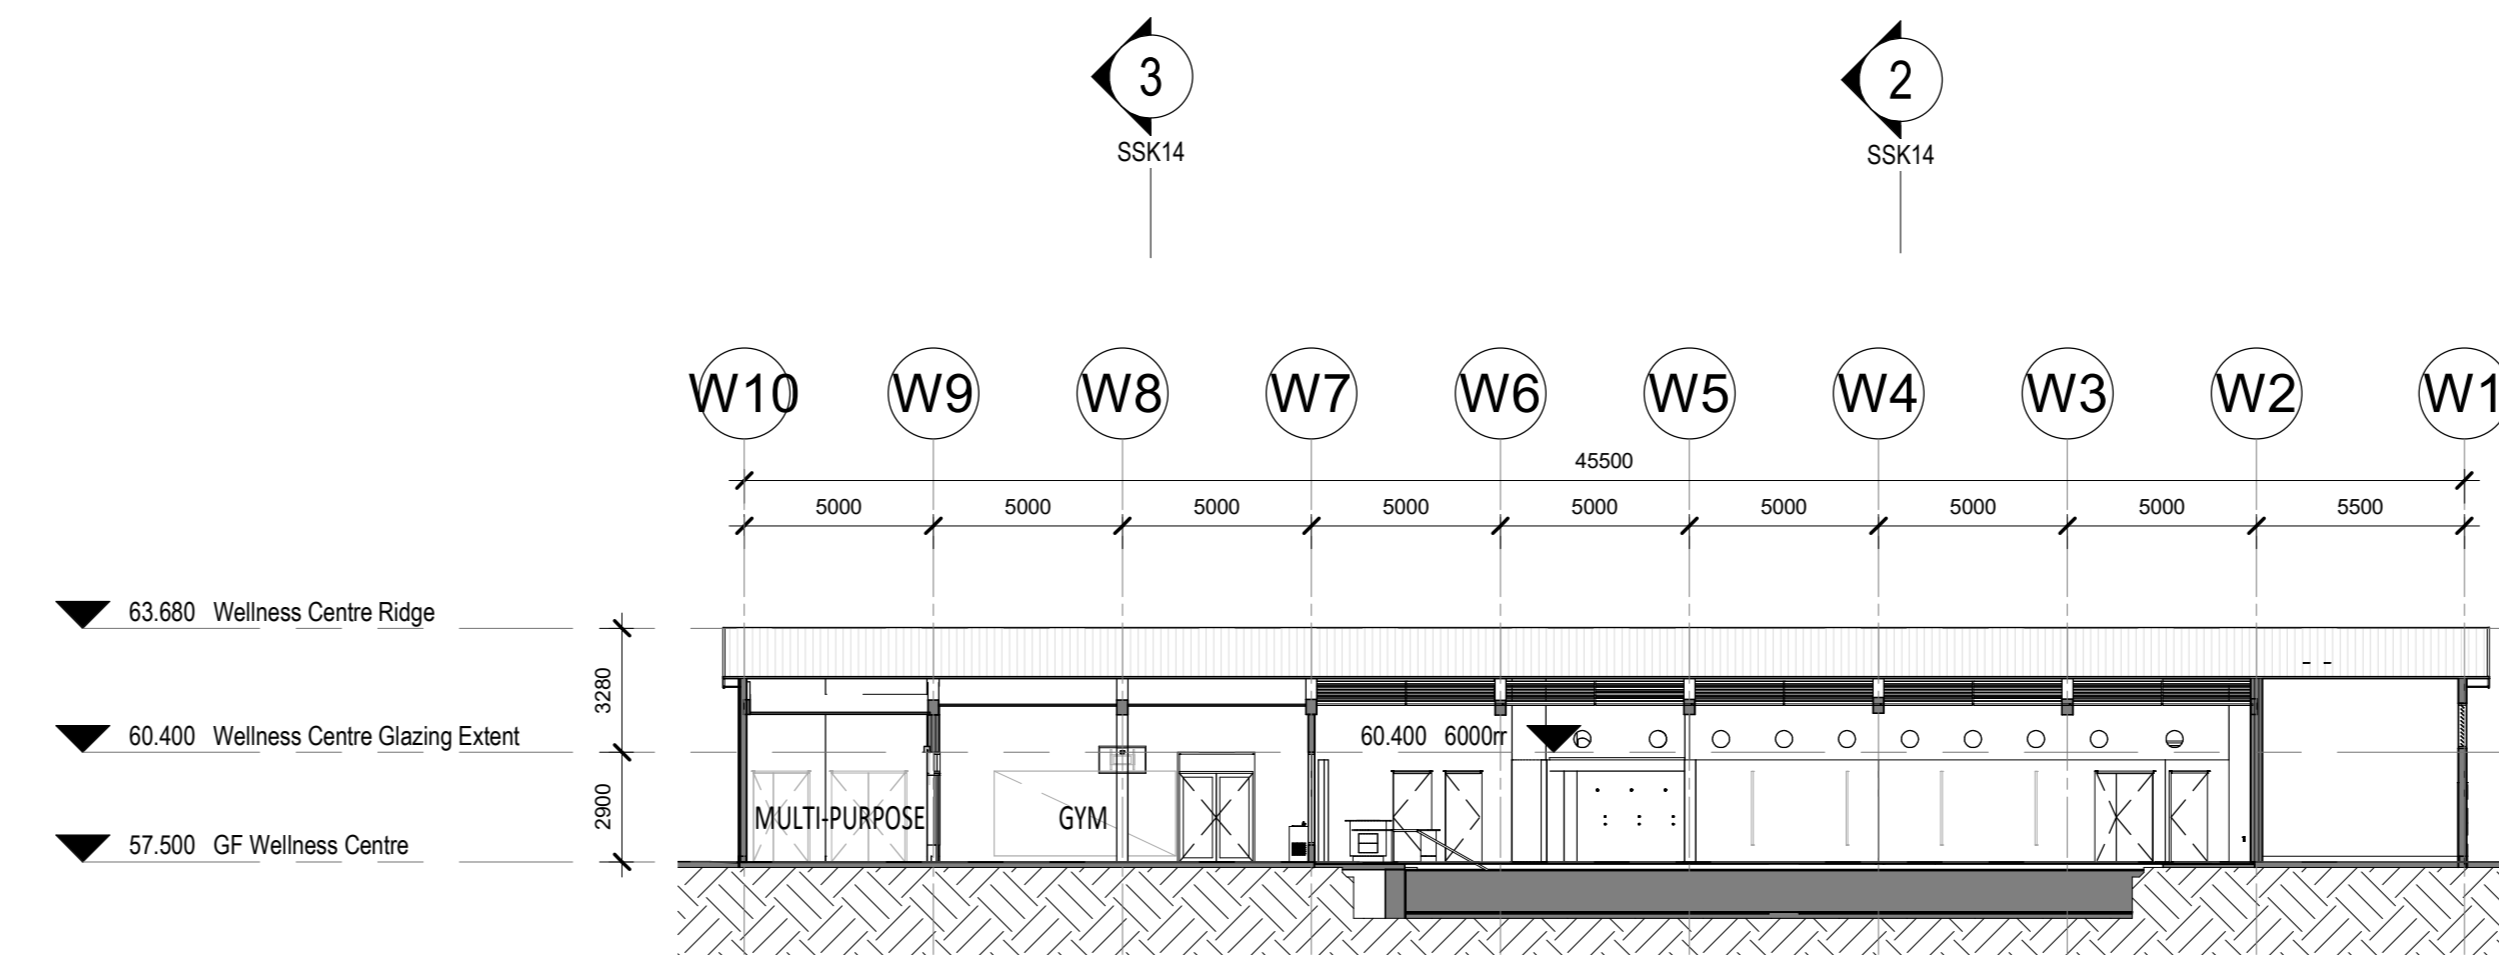 3
SSK14
2
SSK14
W10 W9 W8 W7 W6 W5 W4 W3 W2 W1
45500
5000 5000 5000 5000 5000 5000 5000 5000 5500
63.680 Wellness Centre Ridge
3280
60.400 Wellness Centre Glazing Extent
60.400 6000rr
2900
MULTI-PURPOSE
GYM
57.500 GF Wellness Centre